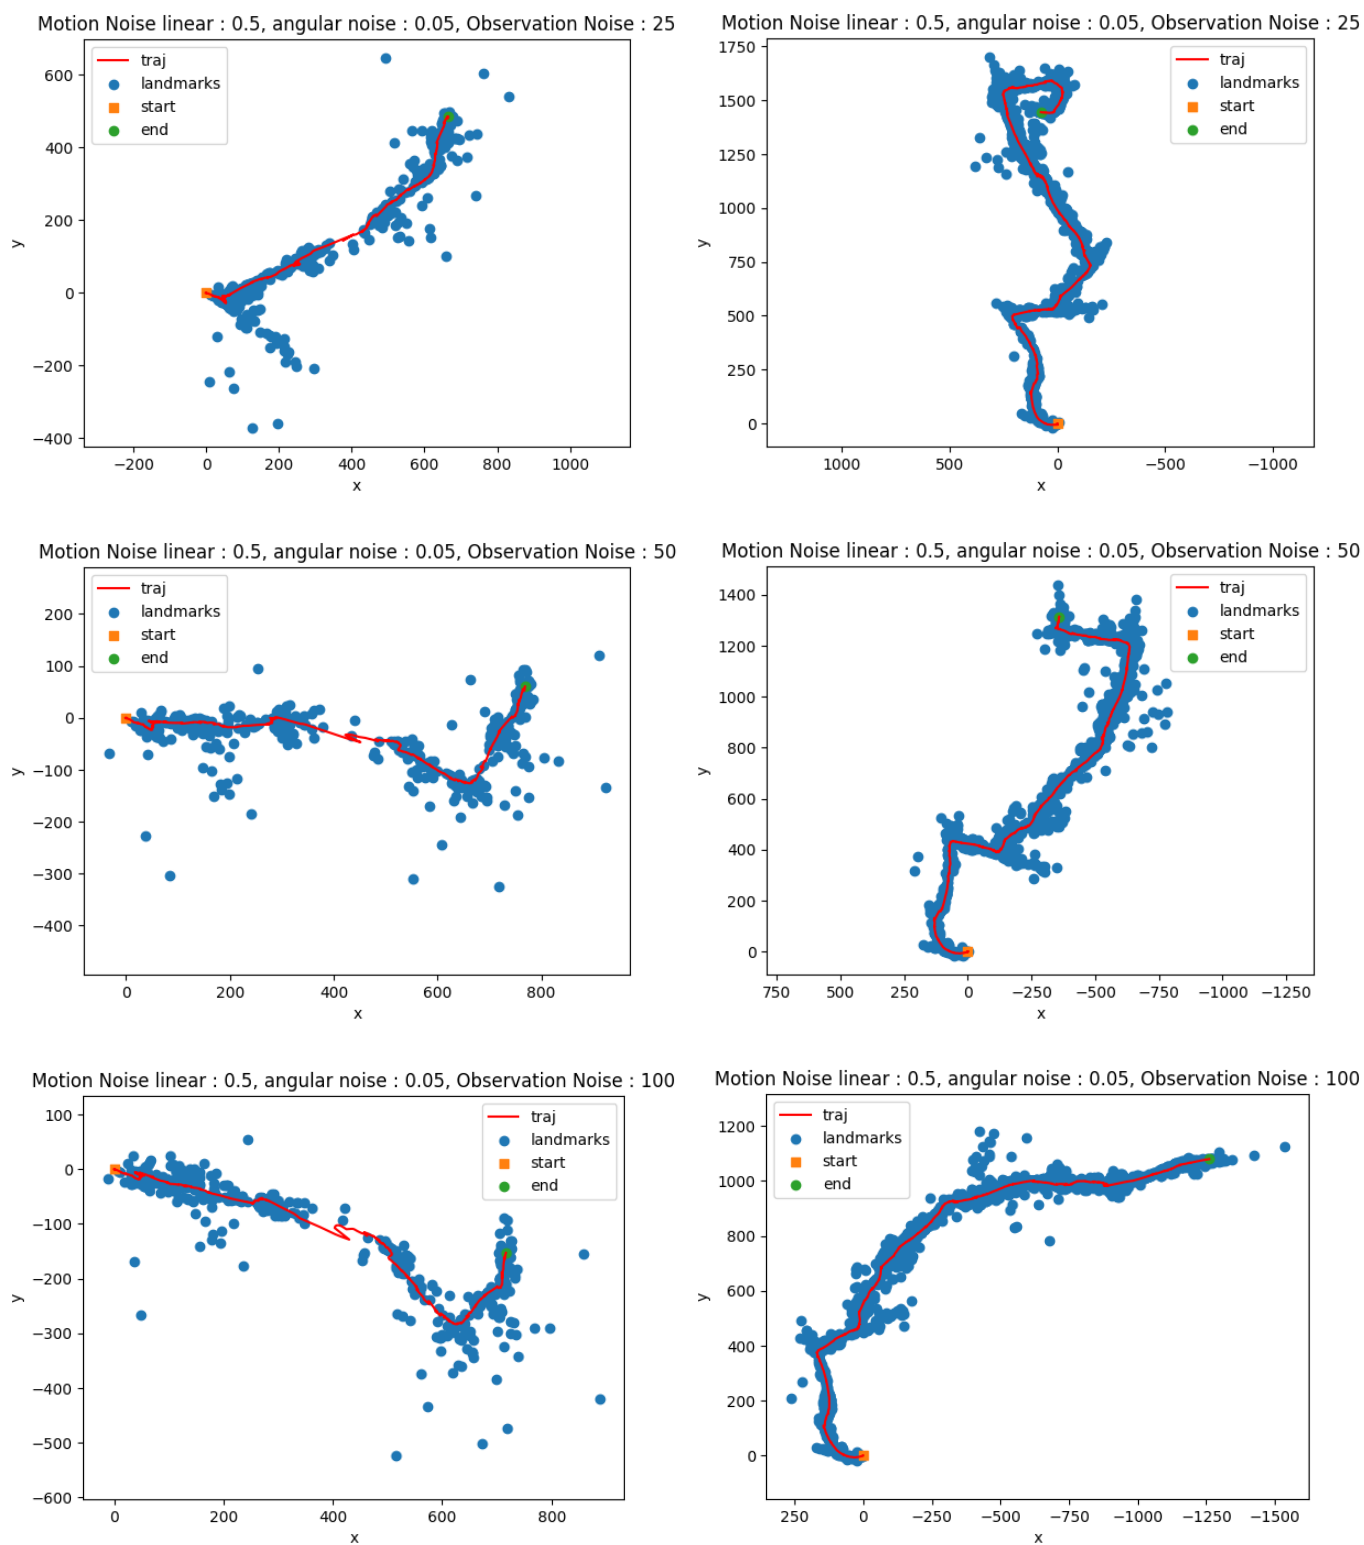 Motion Noise linear : 0.5, angular noise : 0.05, Observation Noise : 25
traj
landmarks
start
end
600
400
200
0
−200
−400
y
−200 0 200 400 600 800 1000
x
Motion Noise linear : 0.5, angular noise : 0.05, Observation Noise : 25
traj
landmarks
start
end
1750
1500
1250
1000
750
500
250
0
y
1000 500 0 −500 −1000
x
Motion Noise linear : 0.5, angular noise : 0.05, Observation Noise : 50
traj
landmarks
start
end
200
100
0
−100
−200
−300
−400
y
0 200 400 600 800
x
Motion Noise linear : 0.5, angular noise : 0.05, Observation Noise : 50
traj
landmarks
start
end
1400
1200
1000
800
600
400
200
0
y
750 500 250 0 −250 −500 −750 −1000 −1250
x
Motion Noise linear : 0.5, angular noise : 0.05, Observation Noise : 100
traj
landmarks
start
end
100
0
−100
−200
−300
−400
−500
−600
y
0 200 400 600 800
x
Motion Noise linear : 0.5, angular noise : 0.05, Observation Noise : 100
traj
landmarks
start
end
1200
1000
800
600
400
200
0
y
250 0 −250 −500 −750 −1000 −1250 −1500
x